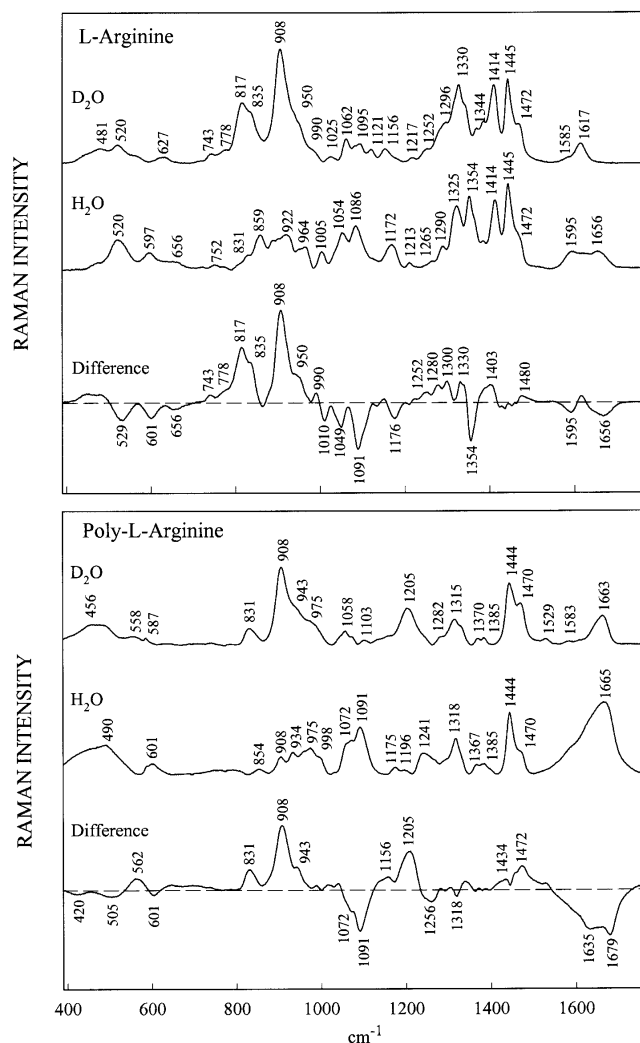 L-Arginine
D₂O
481 520 627 743 778 817 835 908 950 990 1025 1062 1095 1121 1156 1217 1252 1296 1330 1344 1414 1445 1472 1585 1617
H₂O
520 597 656 752 831 859 922 964 1005 1054 1086 1172 1213 1265 1290 1325 1354 1414 1445 1472 1595 1656
Difference
743 778 817 835 908 950 990 1252 1280 1300 1330 1403 1480
529 601 656 1010 1049 1091 1176 1354 1595 1656
RAMAN INTENSITY
Poly-L-Arginine
D₂O
456 558 587 831 908 943 975 1058 1103 1205 1282 1315 1370 1385 1444 1470 1529 1583 1663
H₂O
490 601 854 908 934 975 998 1072 1091 1175 1196 1241 1318 1367 1385 1444 1470 1665
Difference
562 831 908 943 1156 1205 1434 1472
420 505 601 1072 1091 1256 1318 1635 1679
RAMAN INTENSITY
400 600 800 1000 1200 1400 1600
cm⁻¹